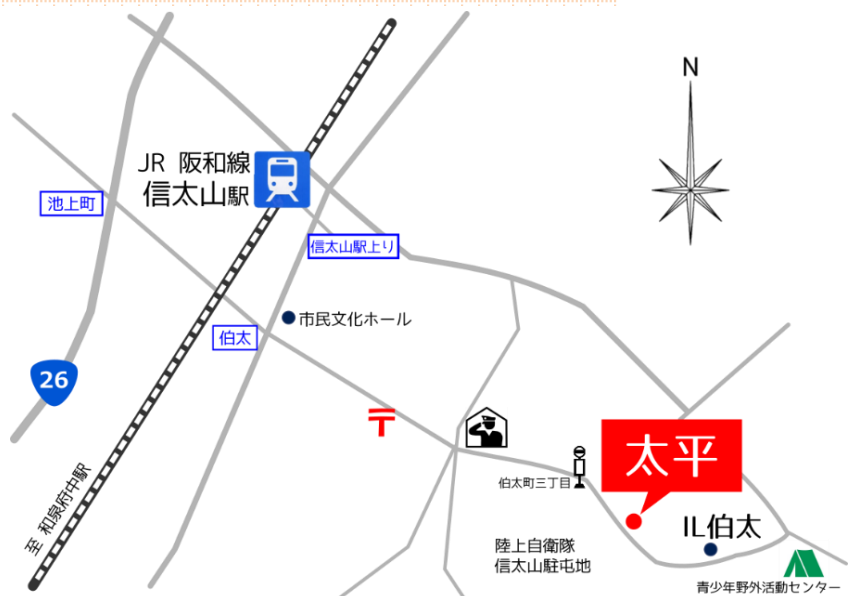 N
JR 阪和線
信太山駅
池上町
信太山駅上り
市民文化ホール
伯太
26
〒
太平
伯太町三丁目
至 和泉府中駅
IL伯太
陸上自衛隊
信太山駐屯地
青少年野外活動センター